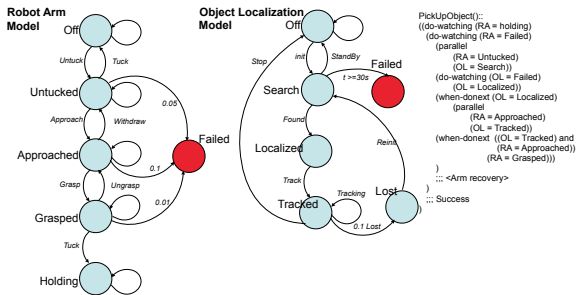 Robot Arm
Model
Off
Untuck
Tuck
Untucked
0.05
Approach
Withdraw
Failed
Approached
0.1
Grasp
Ungrasp
0.01
Grasped
Tuck
Holding
Object Localization
Model
Off
Stop
init
StandBy
Failed
t >=30s
Search
Found
Reinit
Localized
Track
Tracking
Lost
Tracked
0.1 Lost
PickUpObject()::
((do-watching (RA = holding)
(do-watching (RA = Failed)
(parallel
(RA = Untucked)
(OL = Search))
(do-watching (OL = Failed)
(OL = Localized))
(when-donext (OL = Localized)
(parallel
(RA = Approached)
(OL = Tracked))
(when-donext ((OL = Tracked) and
(RA = Approached))
(RA = Grasped)))
)
;;; <Arm recovery>
)
;;; Success
)